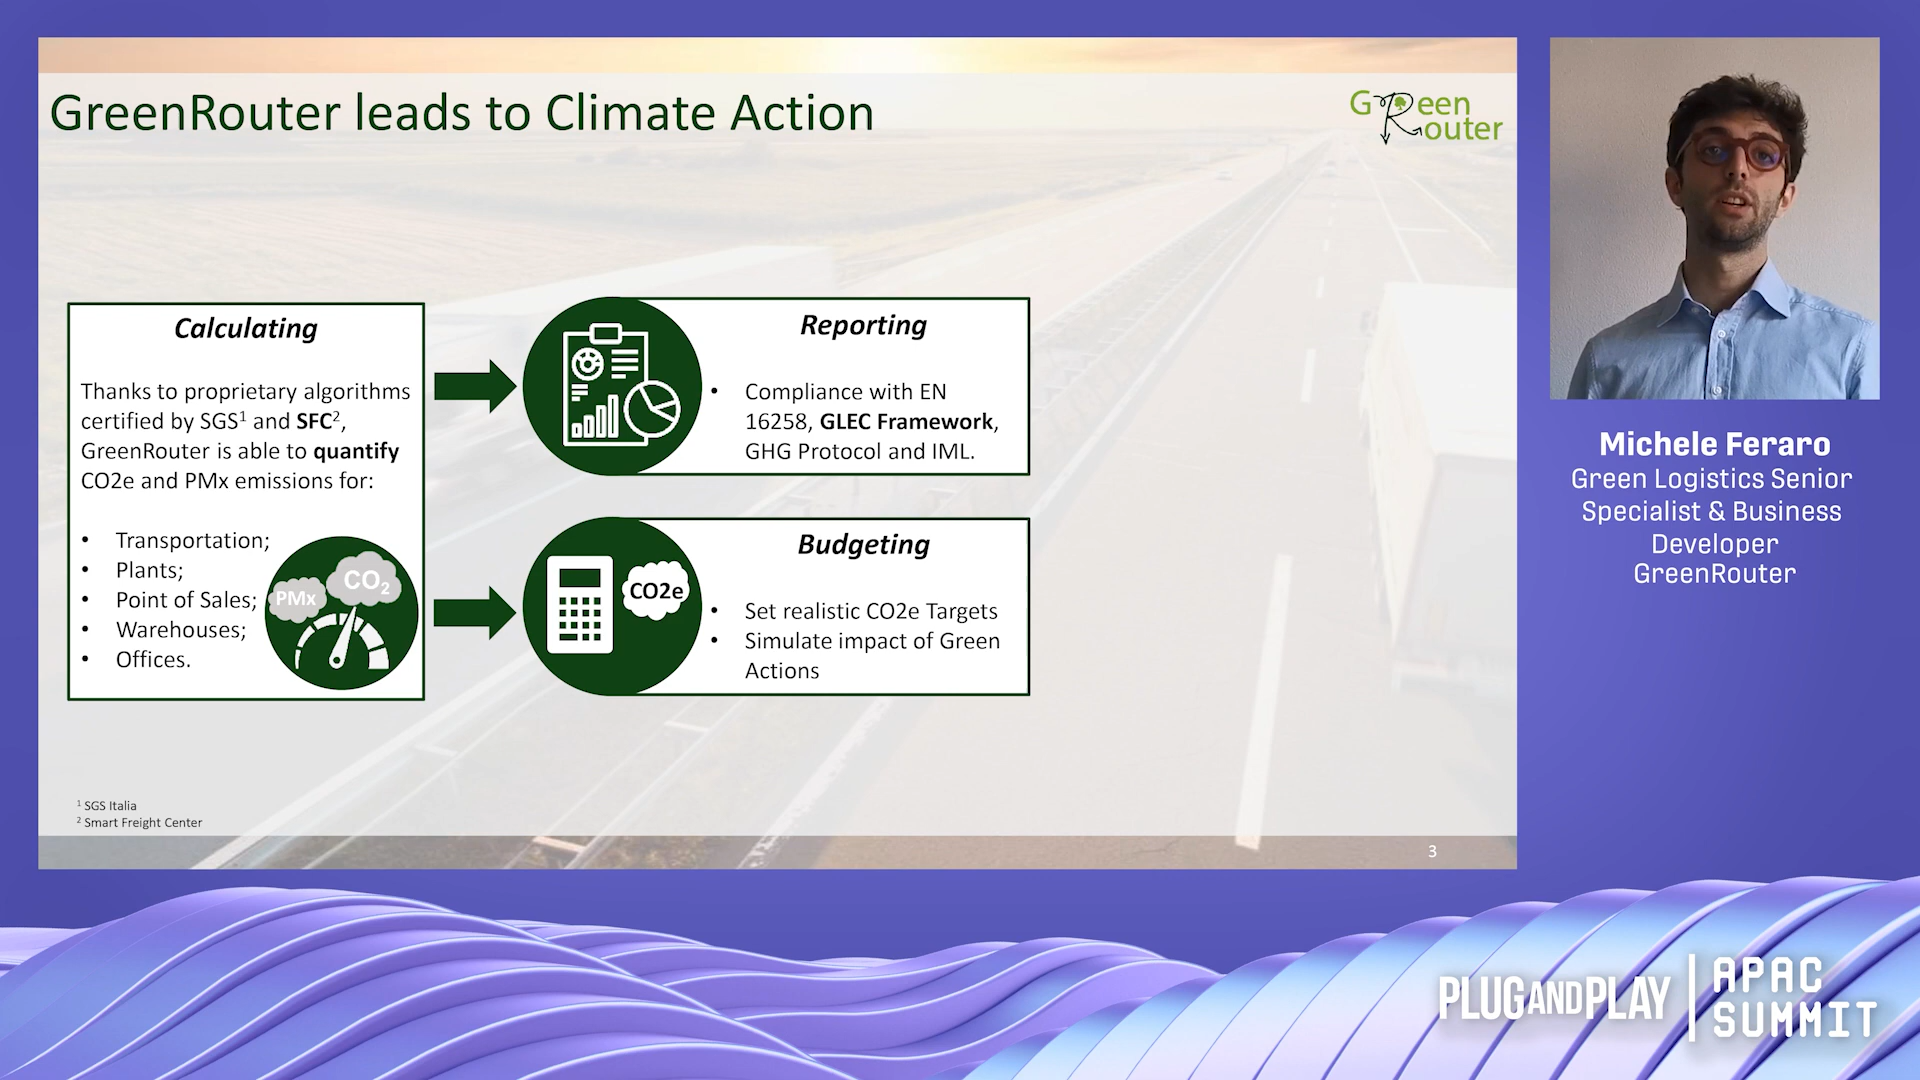 GreenRouter leads to Climate Action
Green
Router
Calculating
Thanks to proprietary algorithms
certified by SGS¹ and SFC²,
GreenRouter is able to quantify
CO2e and PMx emissions for:
• Transportation;
• Plants;
• Point of Sales;
• Warehouses;
• Offices.
PMx
CO₂
Reporting
• Compliance with EN
16258, GLEC Framework,
GHG Protocol and IML.
CO2e
Budgeting
• Set realistic CO2e Targets
• Simulate impact of Green
Actions
¹ SGS Italia
² Smart Freight Center
3
Michele Feraro
Green Logistics Senior
Specialist & Business
Developer
GreenRouter
PLUGANDPLAY
APAC
SUMMIT